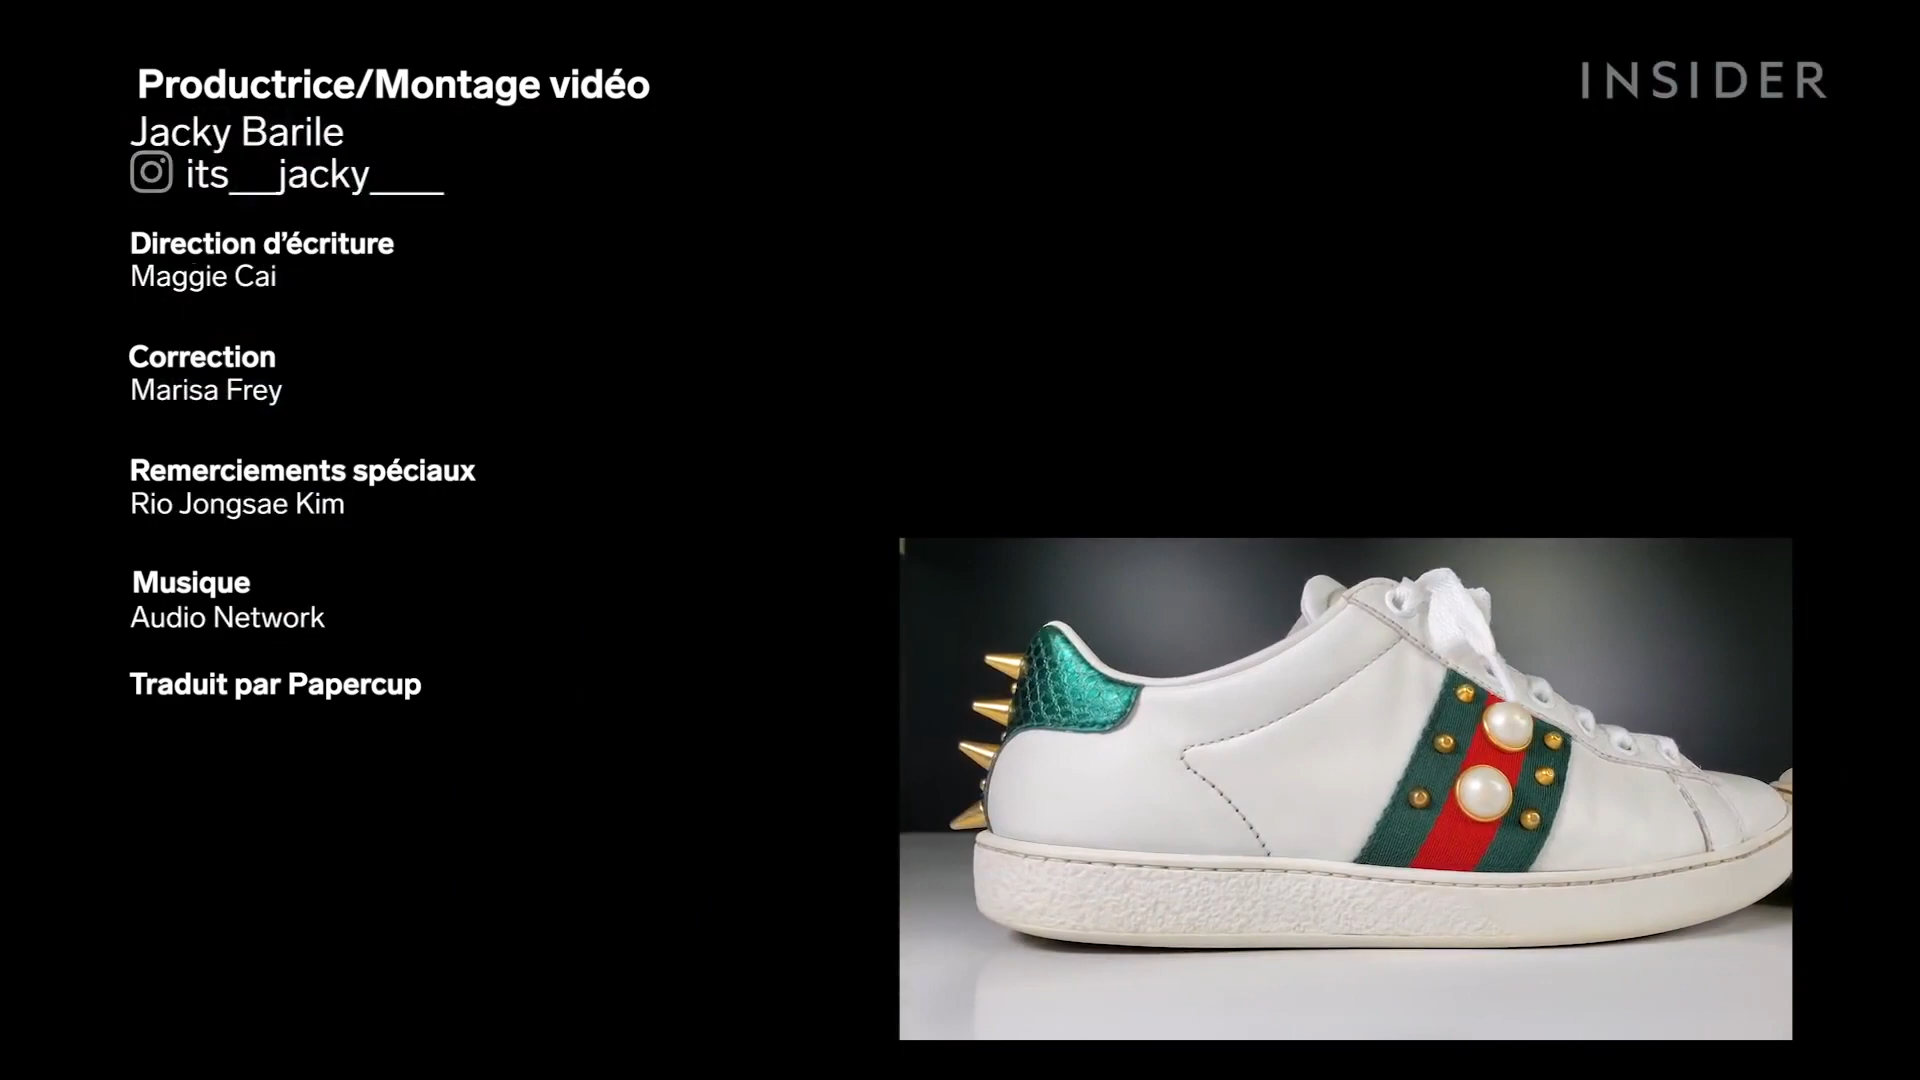 Productrice/Montage vidéo
INSIDER
Jacky Barile
its__jacky___
Direction d’écriture
Maggie Cai
Correction
Marisa Frey
Remerciements spéciaux
Rio Jongsae Kim
Musique
Audio Network
Traduit par Papercup